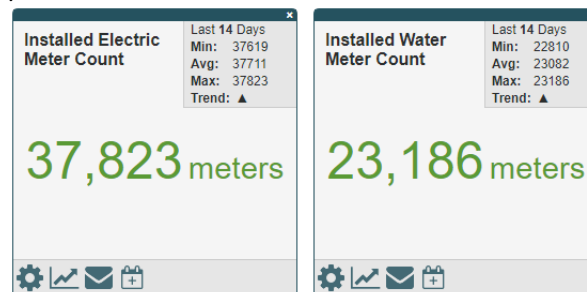 Installed Electric
Meter Count
Last 14 Days
Min: 37619
Avg: 37711
Max: 37823
Trend: ▲
37,823 meters
Installed Water
Meter Count
Last 14 Days
Min: 22810
Avg: 23082
Max: 23186
Trend: ▲
23,186 meters